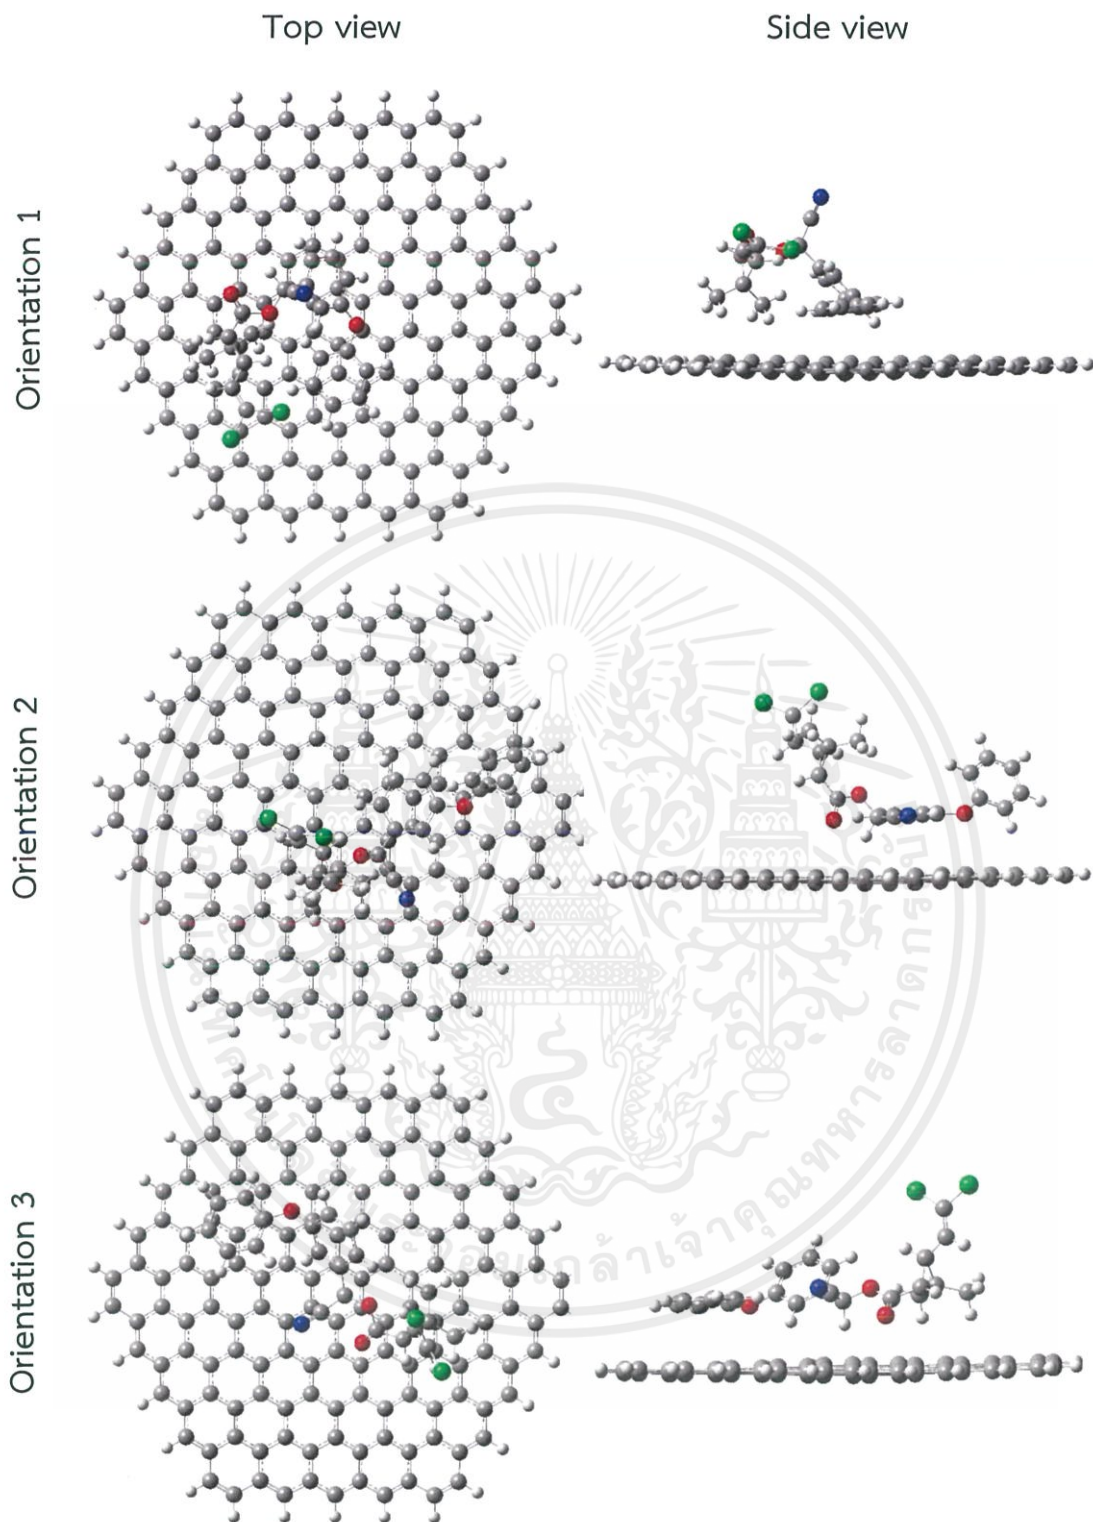 Top view
Side view
Orientation 1
Orientation 2
Orientation 3